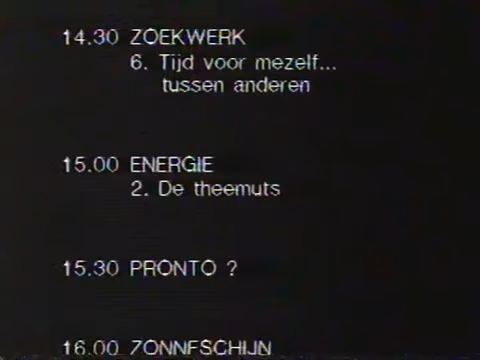 14.30 ZOEKWERK
6. Tijd voor mezelf...
tussen anderen
15.00 ENERGIE
2. De theemuts
15.30 PRONTO ?
16.00 ZONNESCHIJN